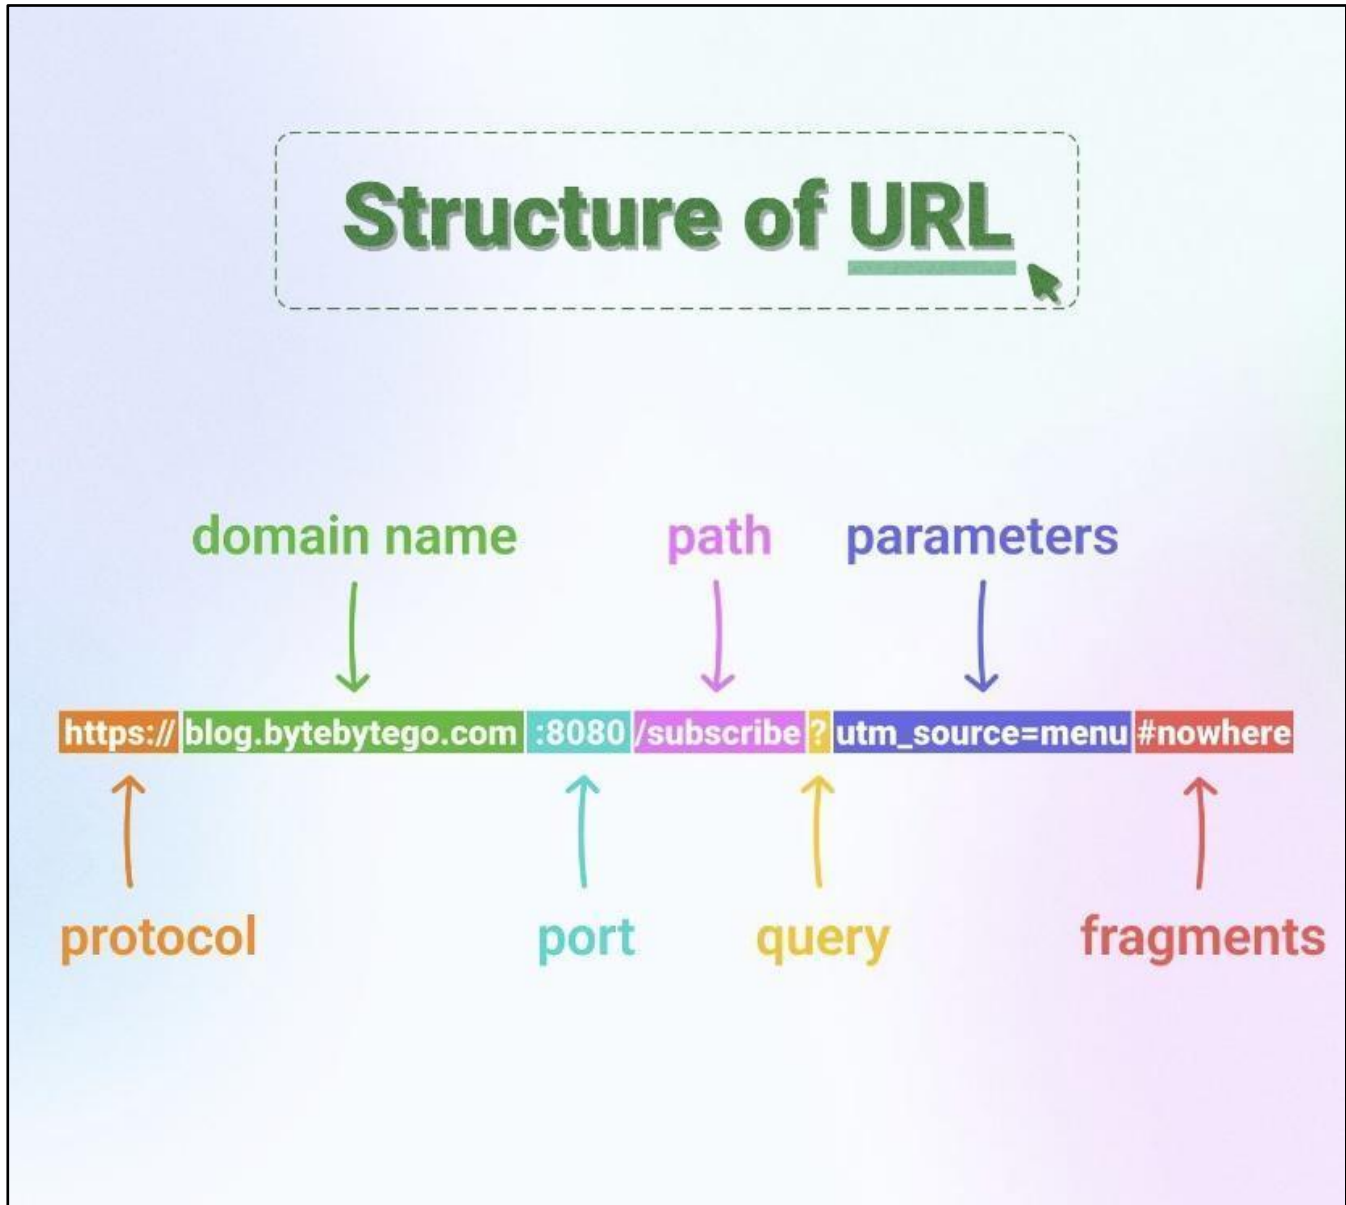 Structure of URL
domain name path parameters
https:// blog.bytebytego.com :8080 /subscribe ? utm_source=menu #nowhere
protocol port query fragments